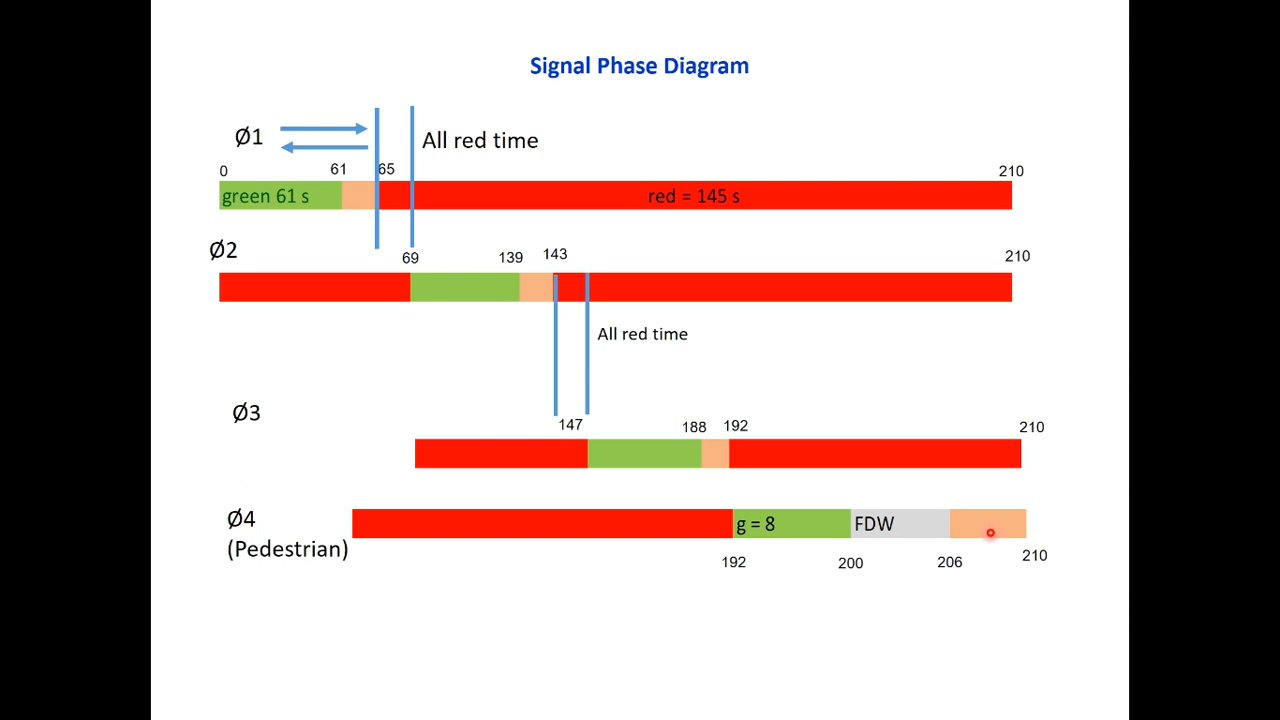 Signal Phase Diagram
Ø1
All red time
0 61 65 210
green 61 s red = 145 s
Ø2
69 139 143 210
All red time
Ø3
147 188 192 210
Ø4
(Pedestrian)
g = 8 FDW
192 200 206 210